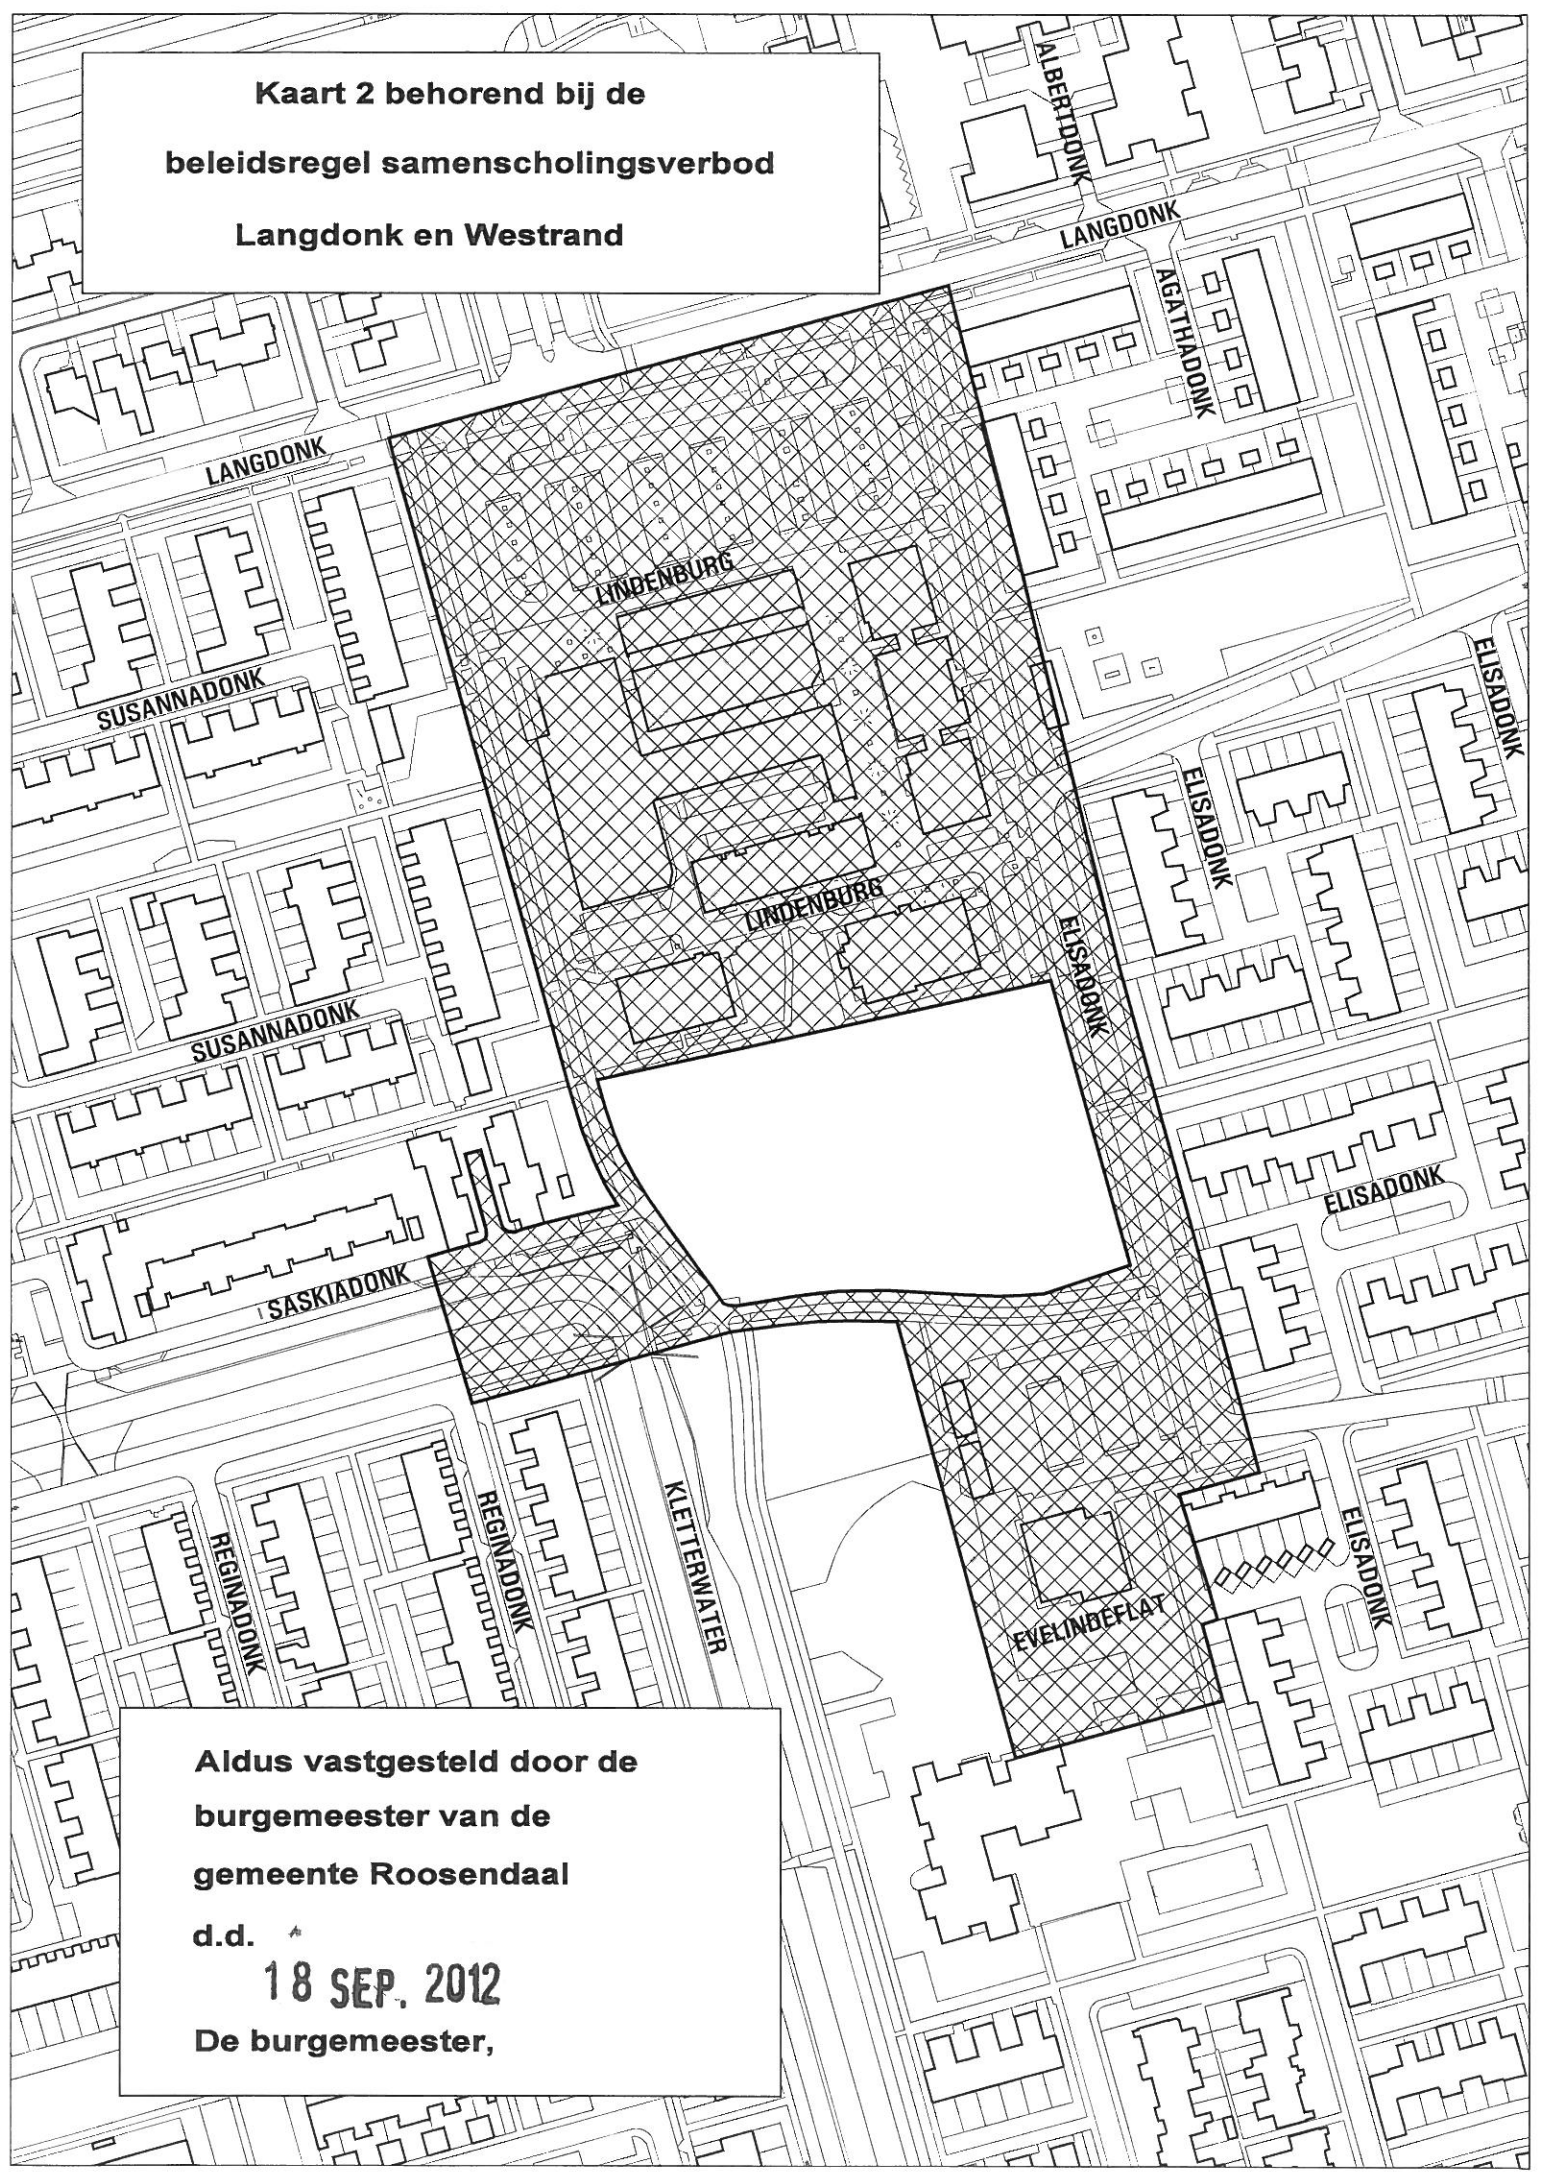 Kaart 2 behorend bij de
beleidsregel samenscholingsverbod
Langdonk en Westrand
ALBERTDONK
LANGDONK
AGATHADONK
LANGDONK
LINDENBURG
SUSANNADONK
ELISADONK
ELISADONK
LINDENBURG
ELISADONK
SUSANNADONK
ELISADONK
SASKIADONK
KLETTERWATER
REGINADONK
REGINADONK
ELISADONK
EVELINDEFLAT
Aldus vastgesteld door de
burgemeester van de
gemeente Roosendaal
d.d.
18 SEP. 2012
De burgemeester,